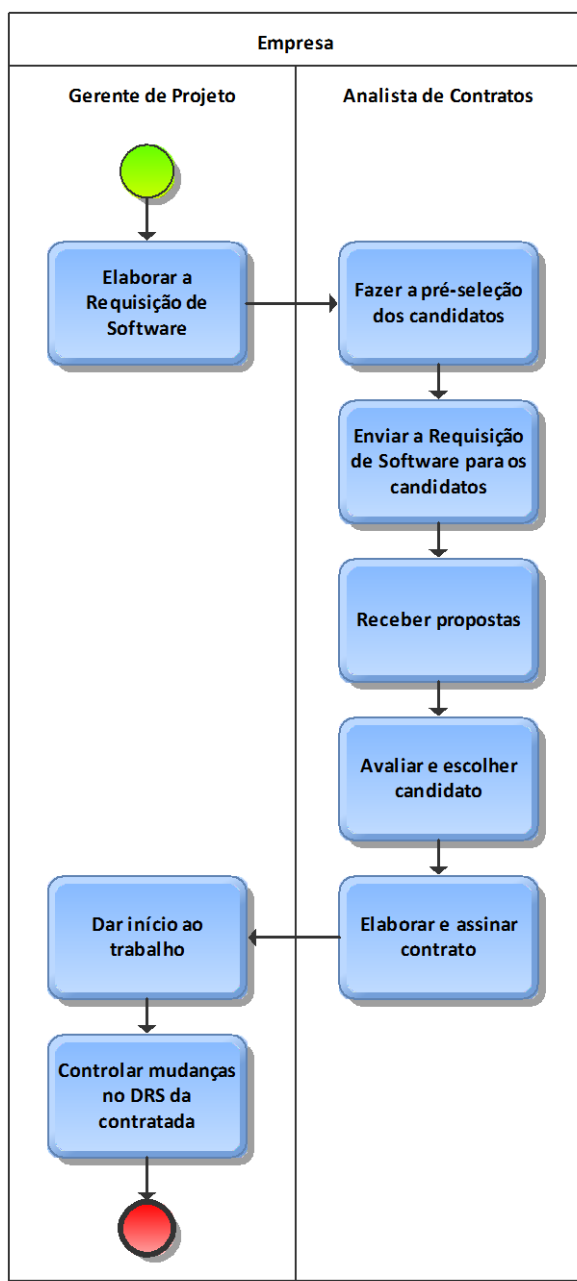 Empresa
Gerente de Projeto
Analista de Contratos
Elaborar a
Requisição de
Software
Fazer a pré-seleção
dos candidatos
Enviar a Requisição
de Software para os
candidatos
Receber propostas
Avaliar e escolher
candidato
Elaborar e assinar
contrato
Dar início ao
trabalho
Controlar mudanças
no DRS da
contratada